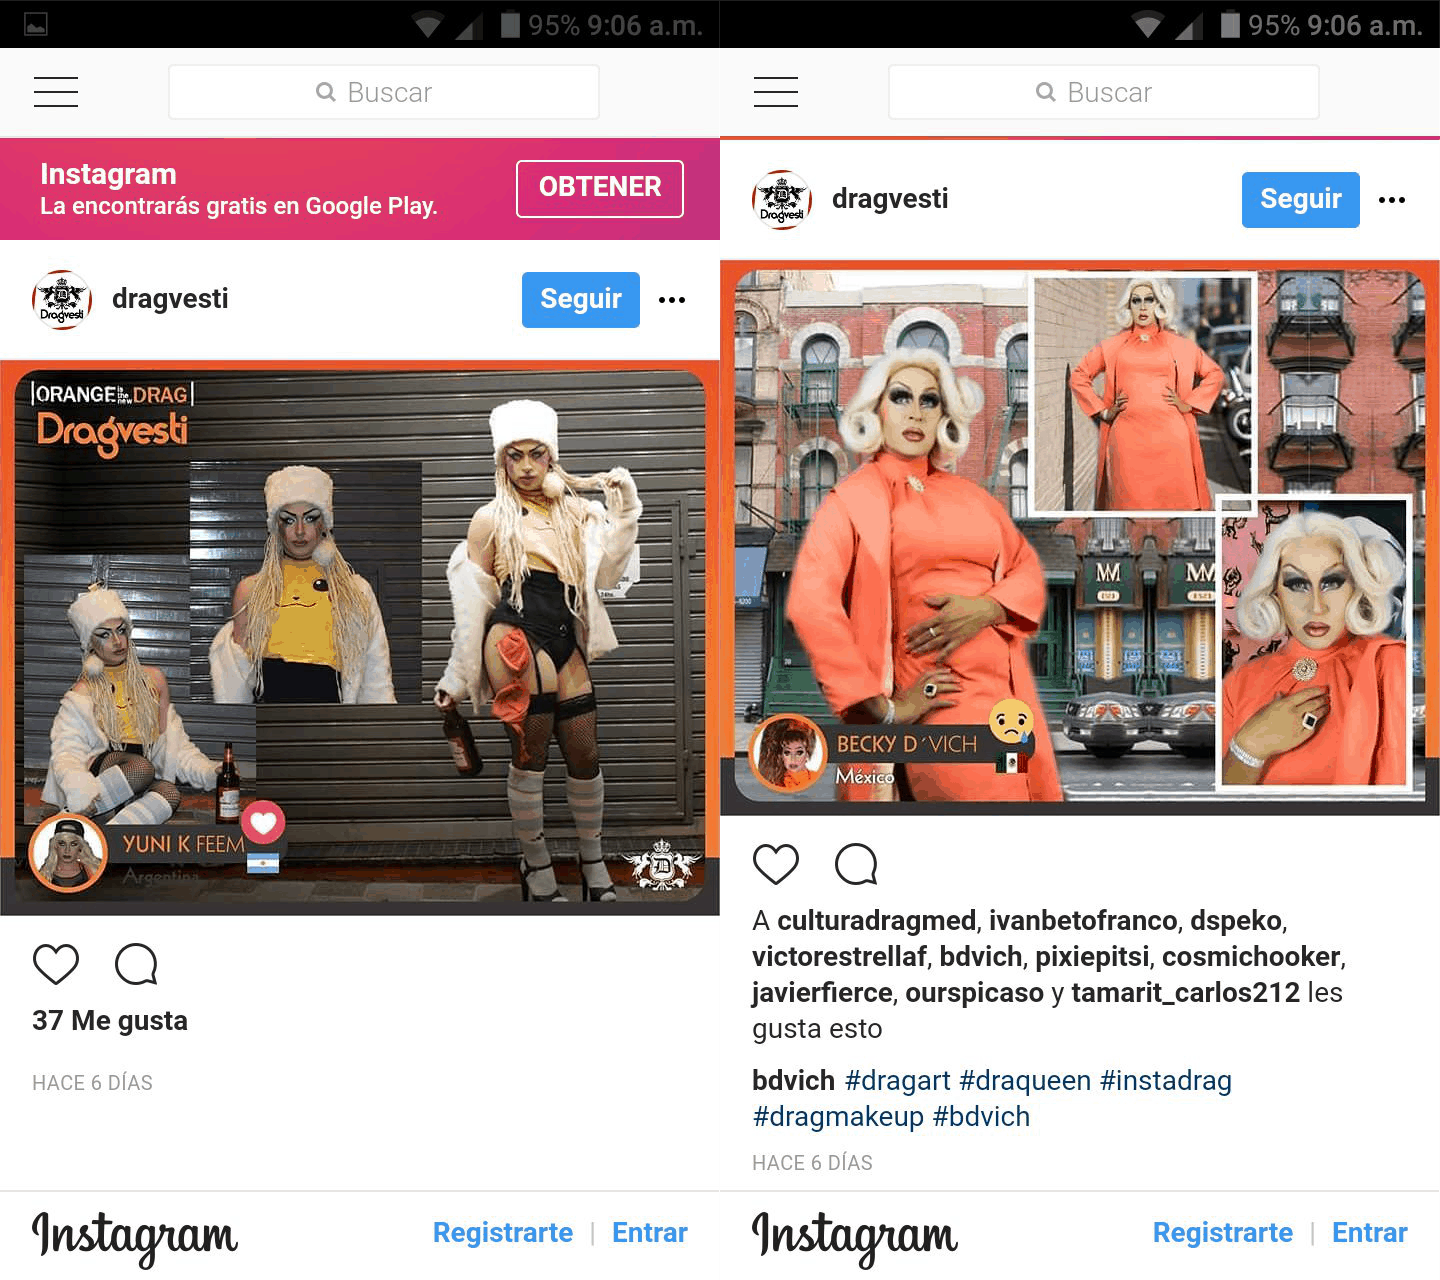 95% 9:06 a.m.
Buscar
Instagram
La encontrarás gratis en Google Play.
OBTENER
Dragvesti
dragvesti
Seguir
|ORANGE is the new DRAG|
Dragvesti
YUNI K FEEM
Argentina
D
37 Me gusta
HACE 6 DÍAS
Instagram
Registrarte | Entrar
95% 9:06 a.m.
Buscar
Dragvesti
dragvesti
Seguir
BECKY D´VICH
México
A culturadragmed, ivanbetofranco, dspeko,
victorestrellaf, bdvich, pixiepitsi, cosmichooker,
javierfierce, ourspicaso y tamarit_carlos212 les
gusta esto
bdvich #dragart #draqueen #instadrag
#dragmakeup #bdvich
HACE 6 DÍAS
Instagram
Registrarte | Entrar